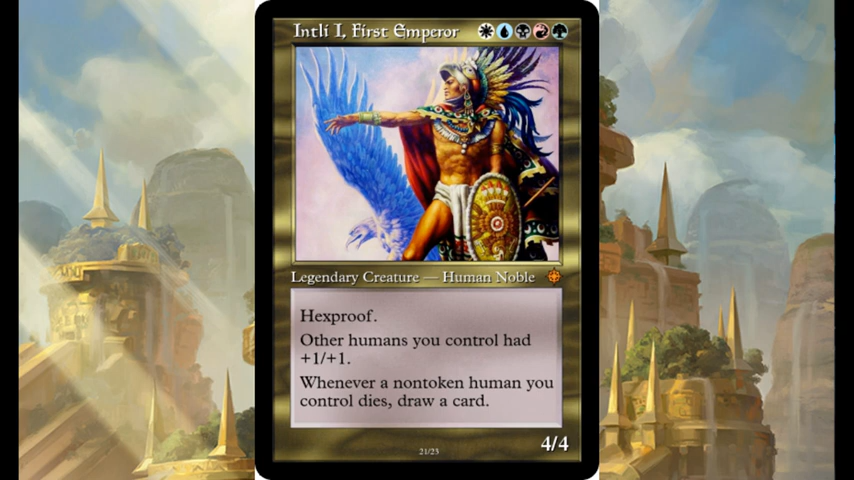 Intlí I, First Emperor
Legendary Creature — Human Noble
Hexproof.
Other humans you control had
+1/+1.
Whenever a nontoken human you
control dies, draw a card.
4/4
21/23